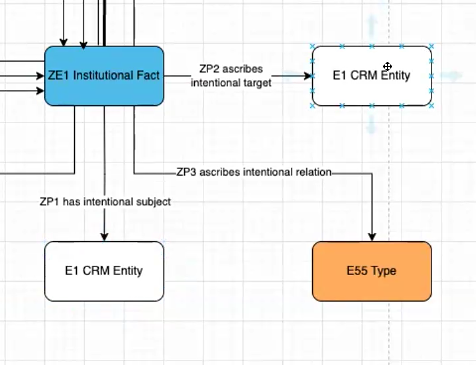 ZE1 Institutional Fact
ZP2 ascribes
intentional target
E1 CRM Entity
ZP3 ascribes intentional relation
ZP1 has intentional subject
E1 CRM Entity
E55 Type